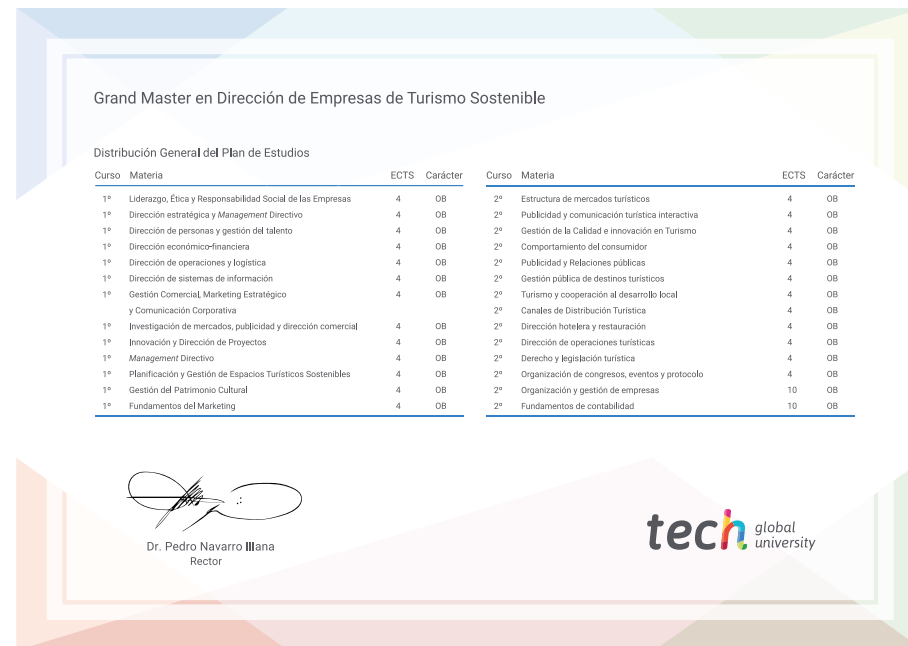 Grand Master en Dirección de Empresas de Turismo Sostenible
Distribución General del Plan de Estudios
Curso Materia ECTS Carácter
1º Liderazgo, Ética y Responsabilidad Social de las Empresas 4 OB
1º Dirección estratégica y Management Directivo 4 OB
1º Dirección de personas y gestión del talento 4 OB
1º Dirección económico-financiera 4 OB
1º Dirección de operaciones y logística 4 OB
1º Dirección de sistemas de información 4 OB
1º Gestión Comercial, Marketing Estratégico 4 OB
y Comunicación Corporativa
1º Investigación de mercados, publicidad y dirección comercial 4 OB
1º Innovación y Dirección de Proyectos 4 OB
1º Management Directivo 4 OB
1º Planificación y Gestión de Espacios Turísticos Sostenibles 4 OB
1º Gestión del Patrimonio Cultural 4 OB
1º Fundamentos del Marketing 4 OB
Curso Materia ECTS Carácter
2º Estructura de mercados turísticos 4 OB
2º Publicidad y comunicación turística interactiva 4 OB
2º Gestión de la Calidad e innovación en Turismo 4 OB
2º Comportamiento del consumidor 4 OB
2º Publicidad y Relaciones públicas 4 OB
2º Gestión pública de destinos turísticos 4 OB
2º Turismo y cooperación al desarrollo local 4 OB
2º Canales de Distribución Turística 4 OB
2º Dirección hotelera y restauración 4 OB
2º Dirección de operaciones turísticas 4 OB
2º Derecho y legislación turística 4 OB
2º Organización de congresos, eventos y protocolo 4 OB
2º Organización y gestión de empresas 10 OB
2º Fundamentos de contabilidad 10 OB
Dr. Pedro Navarro Illana
Rector
tech global
university